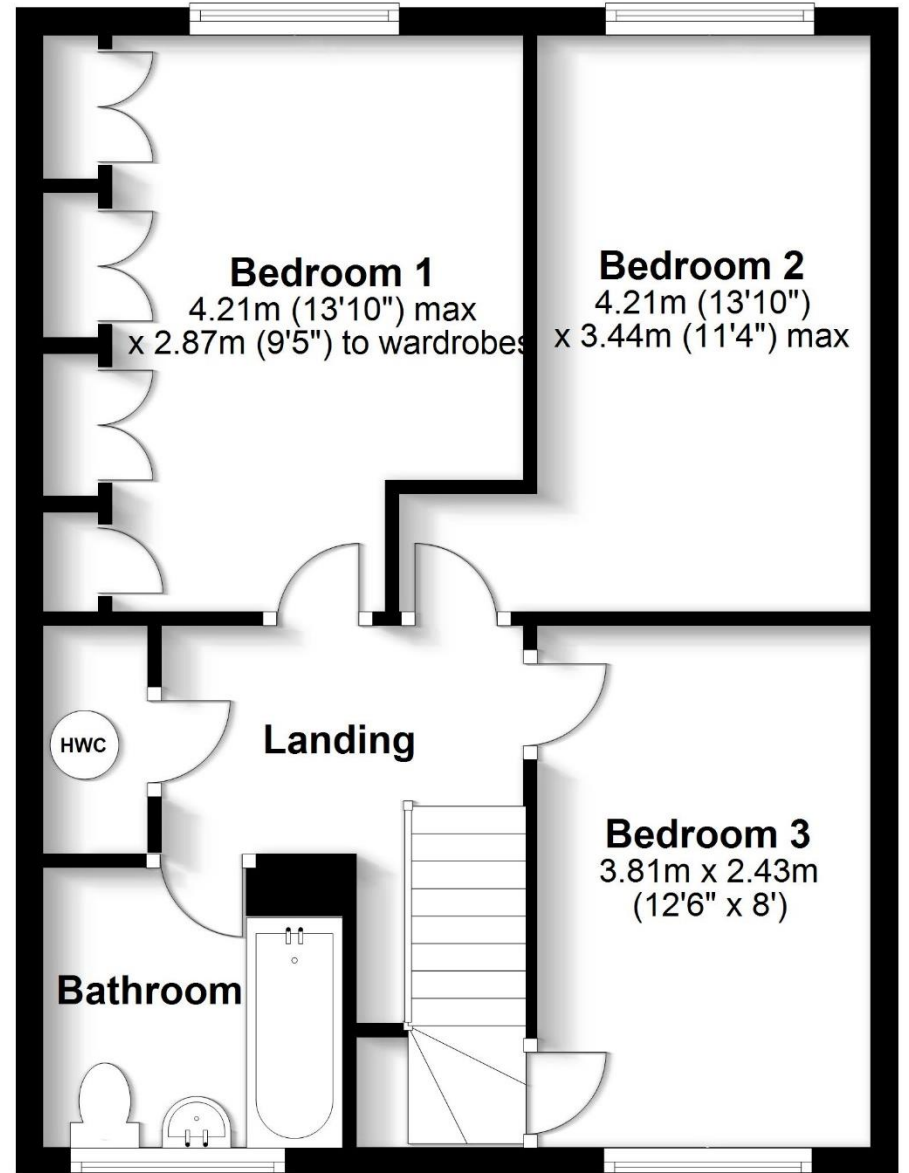 Bedroom 1
4.21m (13'10") max
x 2.87m (9'5") to wardrobes
Bedroom 2
4.21m (13'10")
x 3.44m (11'4") max
HWC
Landing
Bedroom 3
3.81m x 2.43m
(12'6" x 8')
Bathroom